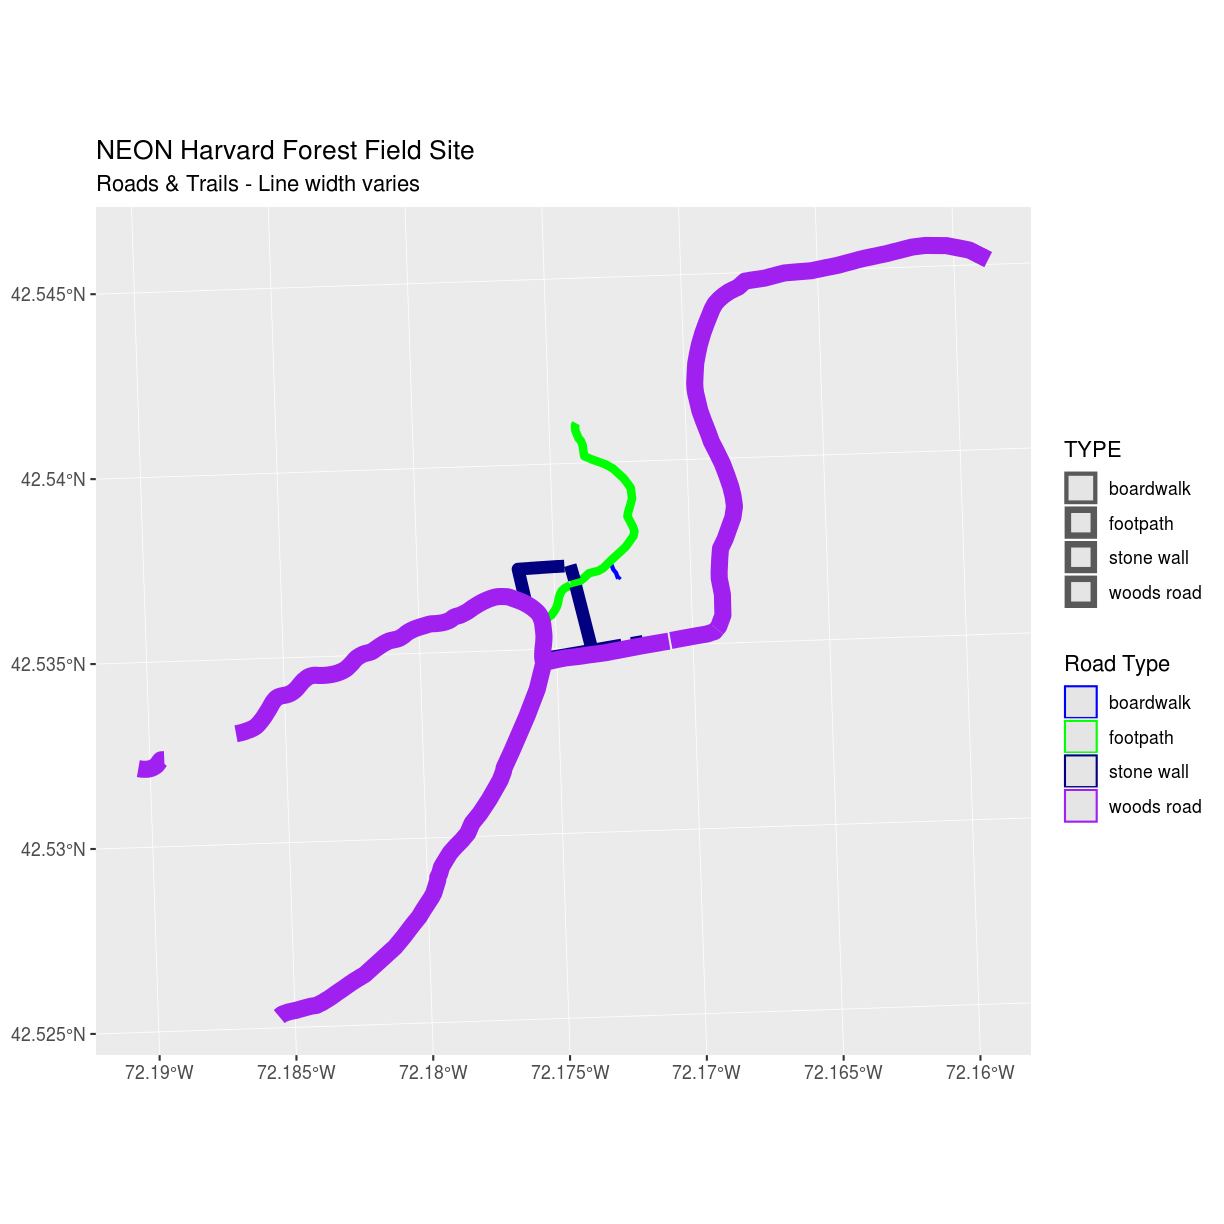 NEON Harvard Forest Field Site
Roads & Trails - Line width varies
42.545°N
42.54°N
42.535°N
42.53°N
42.525°N
72.19°W
72.185°W
72.18°W
72.175°W
72.17°W
72.165°W
72.16°W
TYPE
boardwalk
footpath
stone wall
woods road
Road Type
boardwalk
footpath
stone wall
woods road